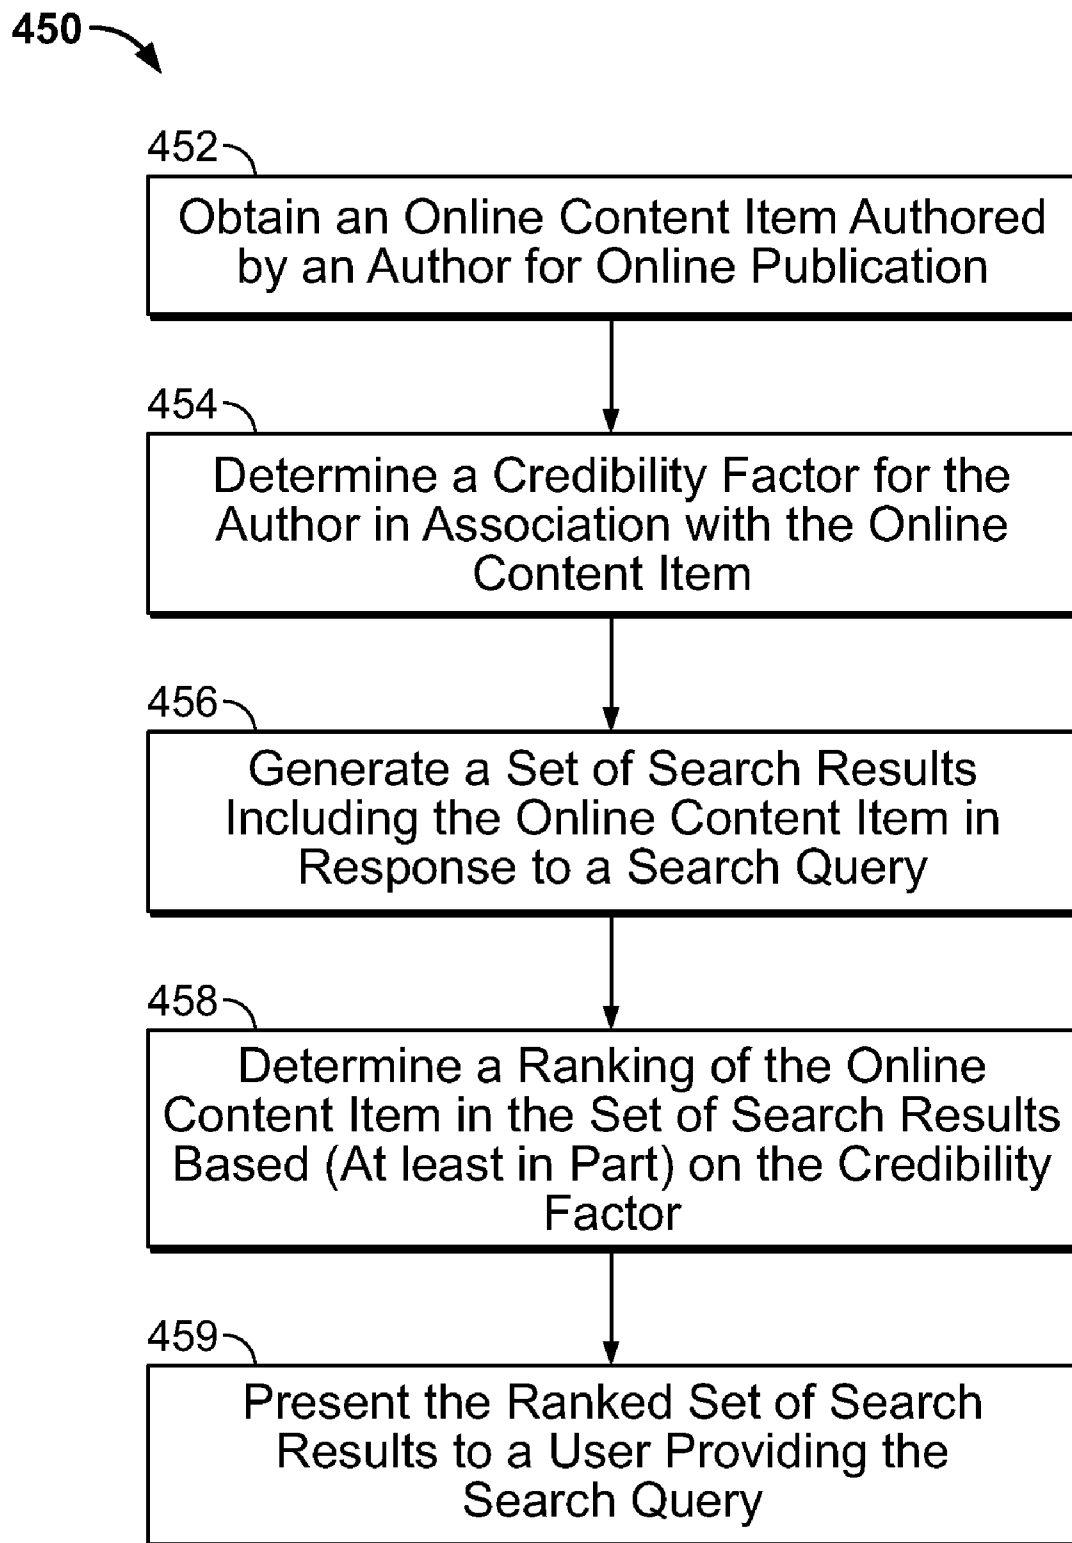 450
452
Obtain an Online Content Item Authored
by an Author for Online Publication
454
Determine a Credibility Factor for the
Author in Association with the Online
Content Item
456
Generate a Set of Search Results
Including the Online Content Item in
Response to a Search Query
458
Determine a Ranking of the Online
Content Item in the Set of Search Results
Based (At least in Part) on the Credibility
Factor
459
Present the Ranked Set of Search
Results to a User Providing the
Search Query